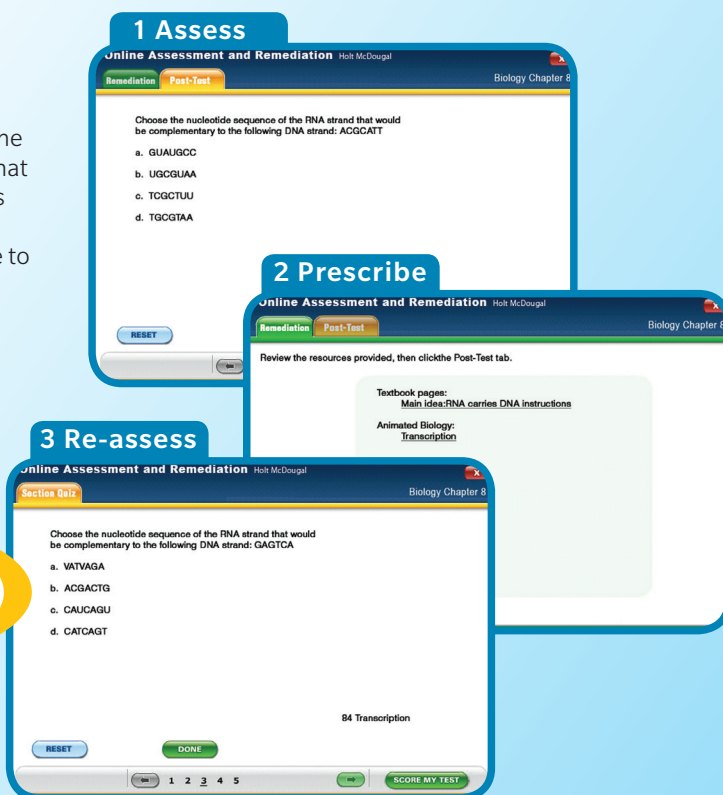 1 Assess
Online Assessment and Remediation Holt McDougal
Remediation Post-Test Biology Chapter 8
Choose the nucleotide sequence of the RNA strand that would
be complementary to the following DNA strand: ACGCATT
a. GUAUGCC
b. UGCGUAA
c. TCGCTUU
d. TGCGTAA
RESET
2 Prescribe
Online Assessment and Remediation Holt McDougal
Remediation Post-Test Biology Chapter 8
Review the resources provided, then clickthe Post-Test tab.
Textbook pages:
Main idea:RNA carries DNA instructions
Animated Biology:
Transcription
3 Re-assess
Online Assessment and Remediation Holt McDougal
Section Quiz Biology Chapter 8
Choose the nucleotide sequence of the RNA strand that would
be complementary to the following DNA strand: GAGTCA
a. VATVAGA
b. ACGACTG
c. CAUCAGU
d. CATCAGT
84 Transcription
RESET DONE
1 2 3 4 5 SCORE MY TEST